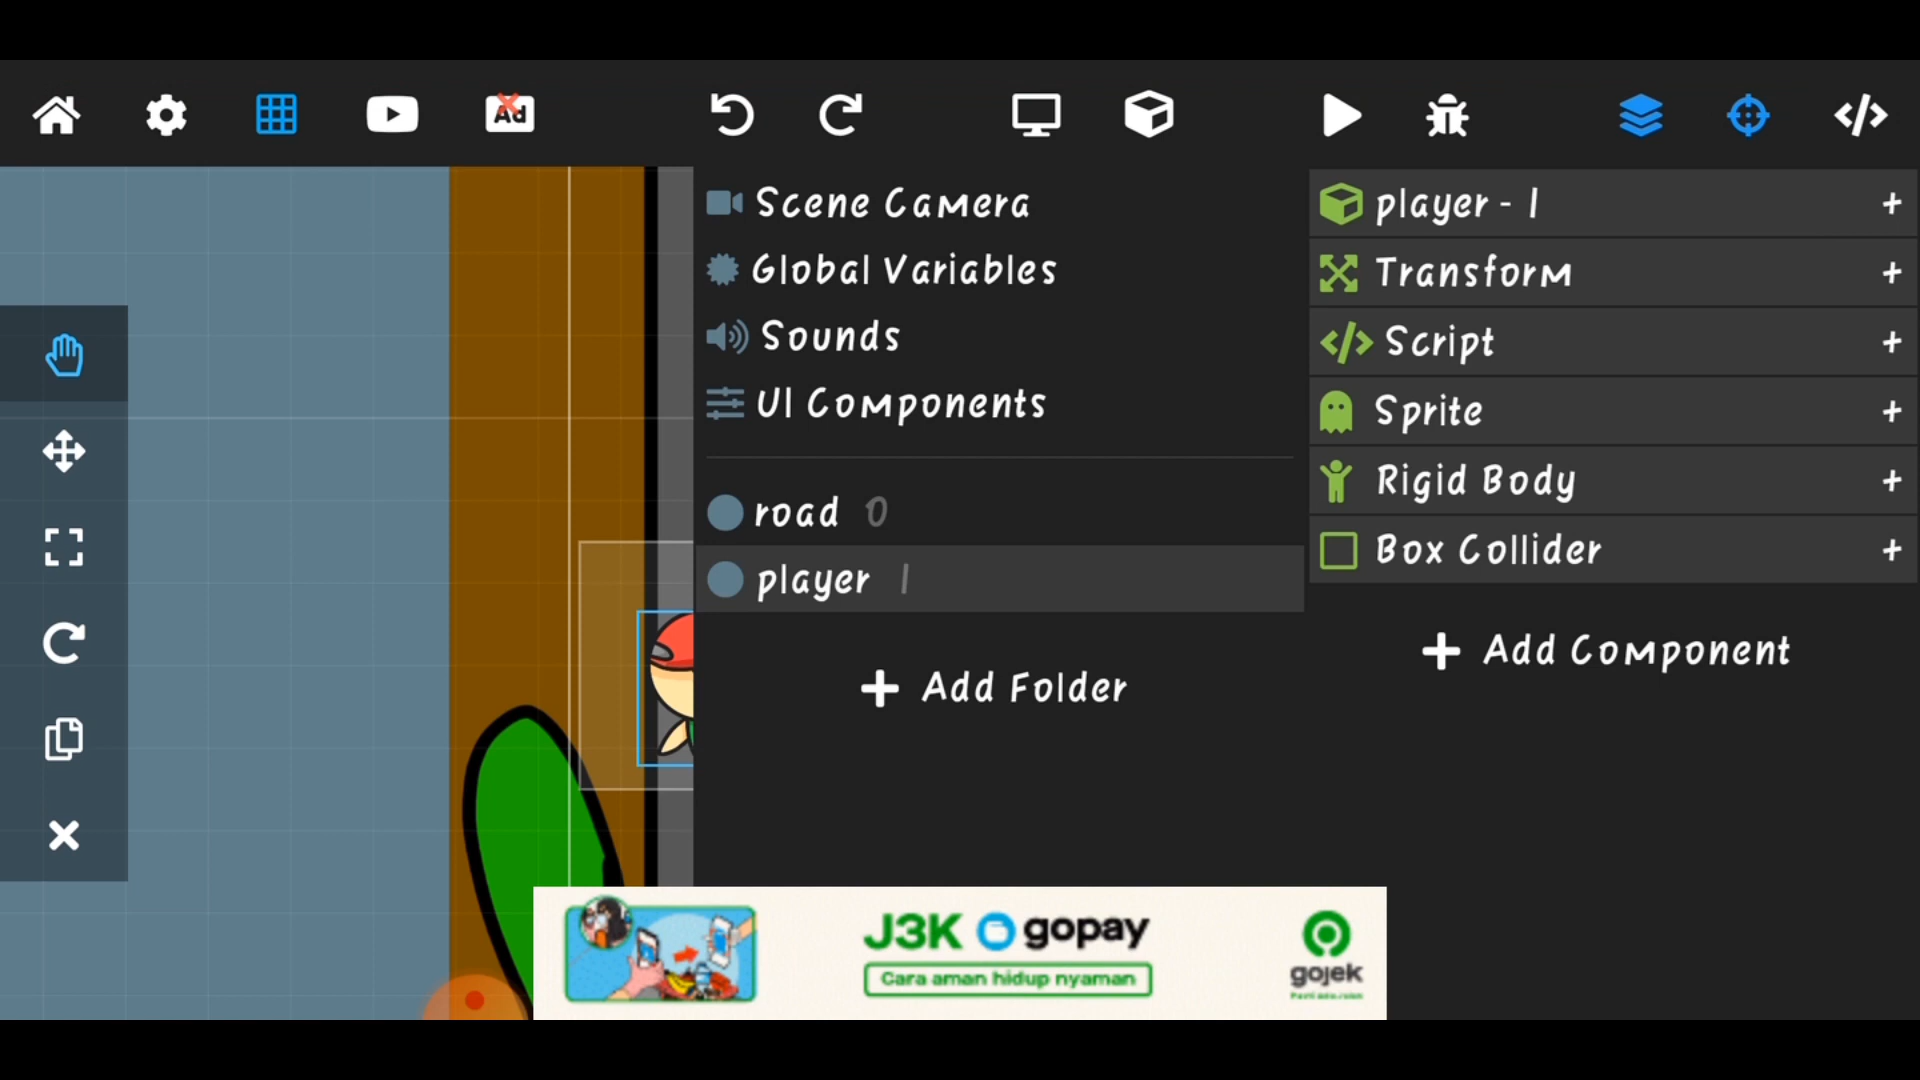 Ad
Scene Camera
Global Variables
Sounds
UI Components
road 0
player 1
Add Folder
player - 1
Transform
Script
Sprite
Rigid Body
Box Collider
Add Component
J3K gopay
Cara aman hidup nyaman
gojek